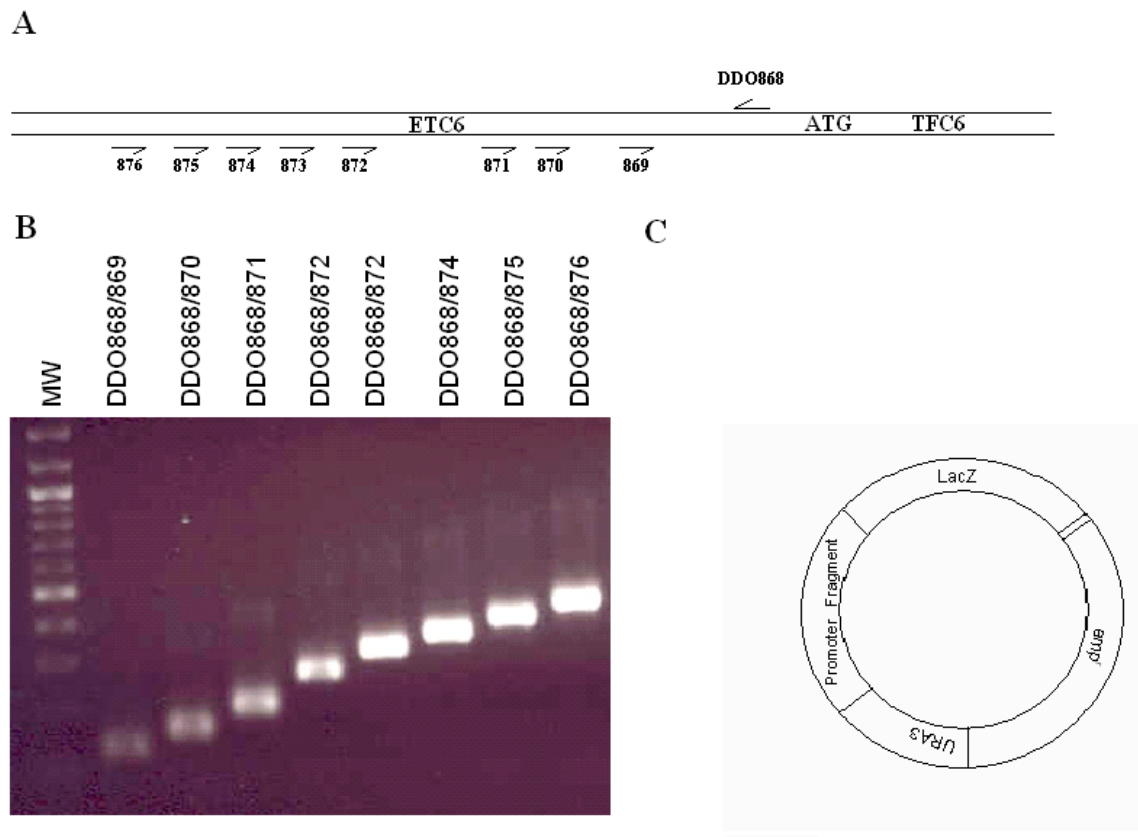 A
DDO868
ETC6 ATG TFC6
876 875 874 873 872 871 870 869
B
C
MW
DDO868/869
DDO868/870
DDO868/871
DDO868/872
DDO868/872
DDO868/874
DDO868/875
DDO868/876
LacZ
Promoter Fragment
ampʳ
URA3